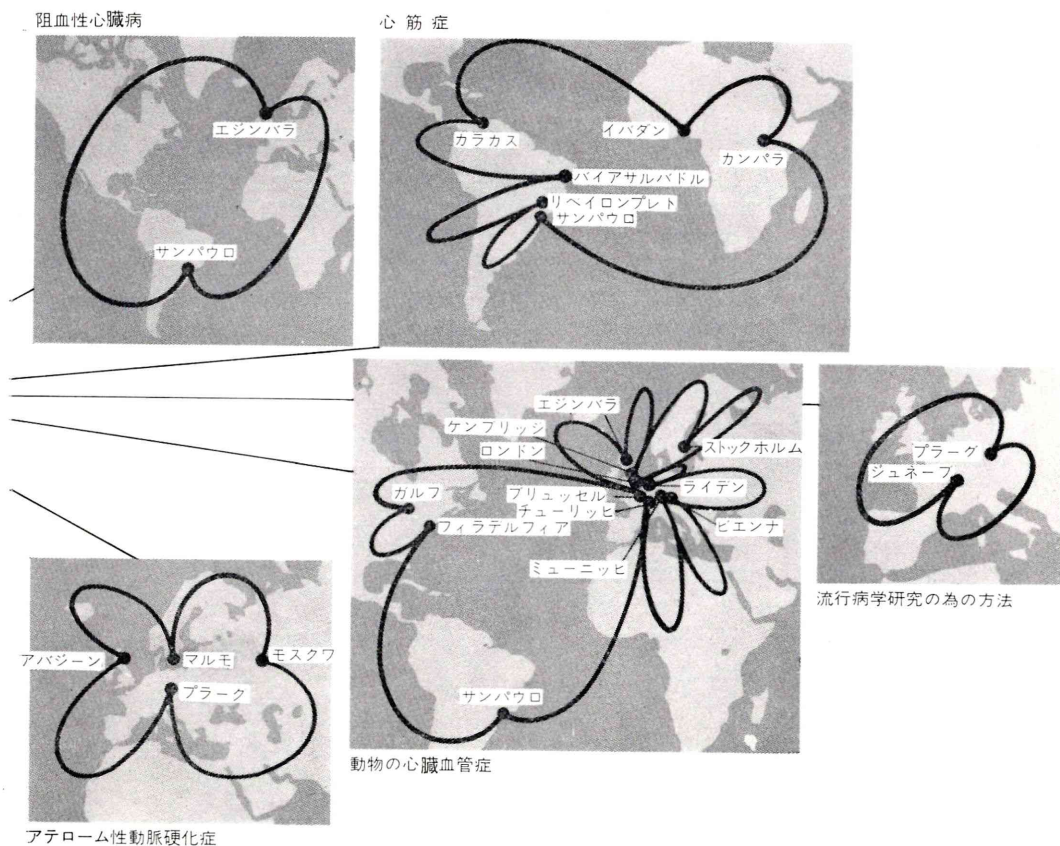 阻血性心臓病
エジンバラ
サンパウロ
心筋症
カラカス
イバダン
カンパラ
バイアサルバドル
リベイロンプレト
サンパウロ
エジンバラ
ケンブリッジ
ロンドン
ストックホルム
ガルフ
ブリュッセル
ライデン
チューリッヒ
フィラデルフィア
ビエンナ
ミューニッヒ
サンパウロ
動物の心臓血管症
プラーグ
ジュネーブ
流行病学研究の為の方法
アバジーン
マルモ
モスクワ
プラーク
アテローム性動脈硬化症